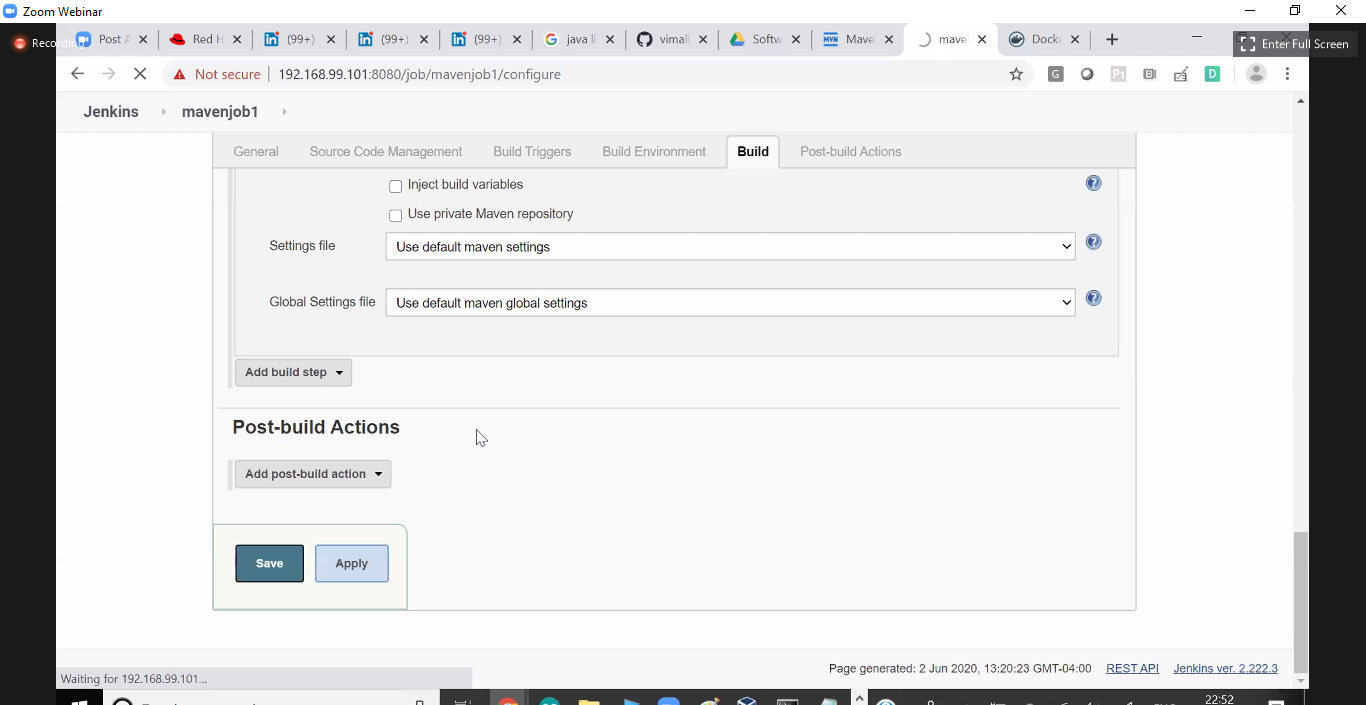 Zoom Webinar
Recording
Post A
Red H
(99+)
(99+)
(99+)
java li
vimall
Softw
Mave
mave
Dock
Enter Full Screen
Not secure
192.168.99.101:8080/job/mavenjob1/configure
Jenkins
mavenjob1
General
Source Code Management
Build Triggers
Build Environment
Build
Post-build Actions
Inject build variables
Use private Maven repository
Settings file
Use default maven settings
Global Settings file
Use default maven global settings
Add build step
Post-build Actions
Add post-build action
Save
Apply
Page generated: 2 Jun 2020, 13:20:23 GMT-04:00
REST API
Jenkins ver. 2.222.3
Waiting for 192.168.99.101...
22:52